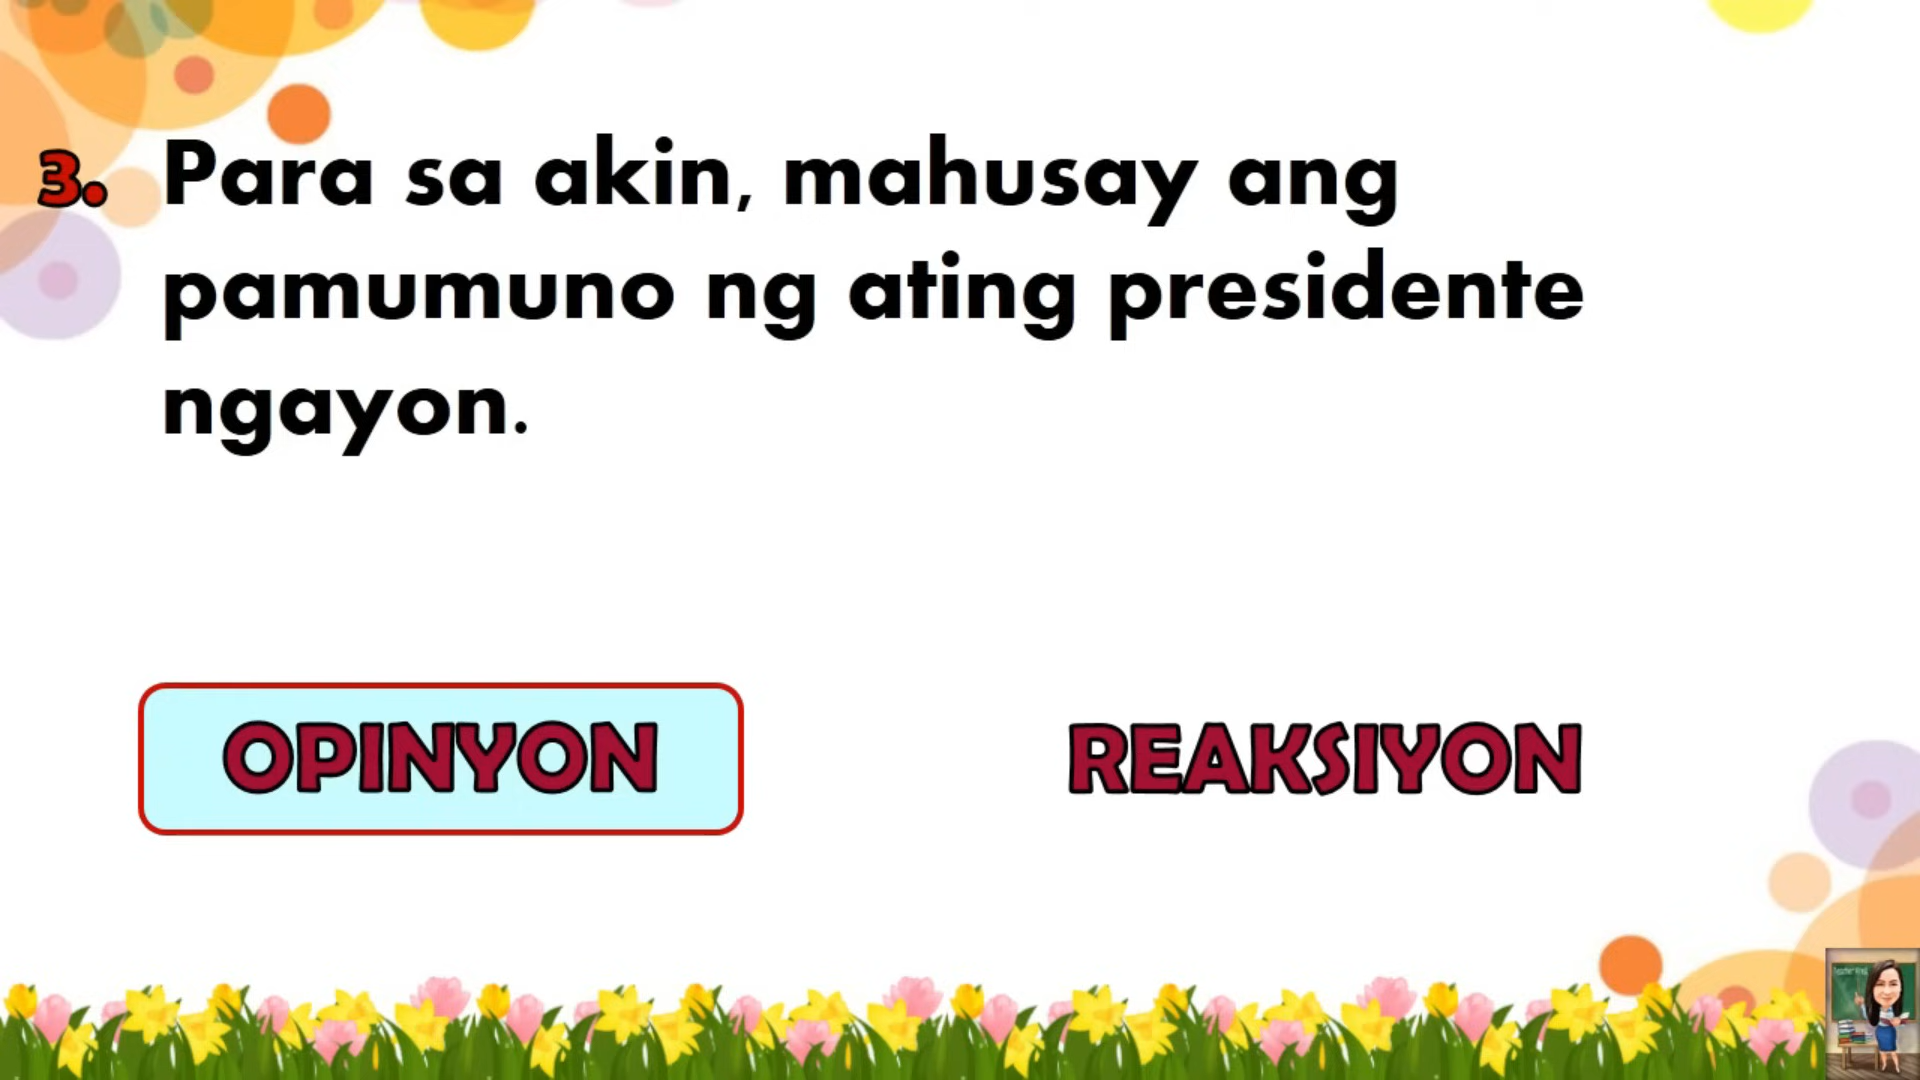 3. Para sa akin, mahusay ang
pamumuno ng ating presidente
ngayon.
OPINYON
REAKSIYON